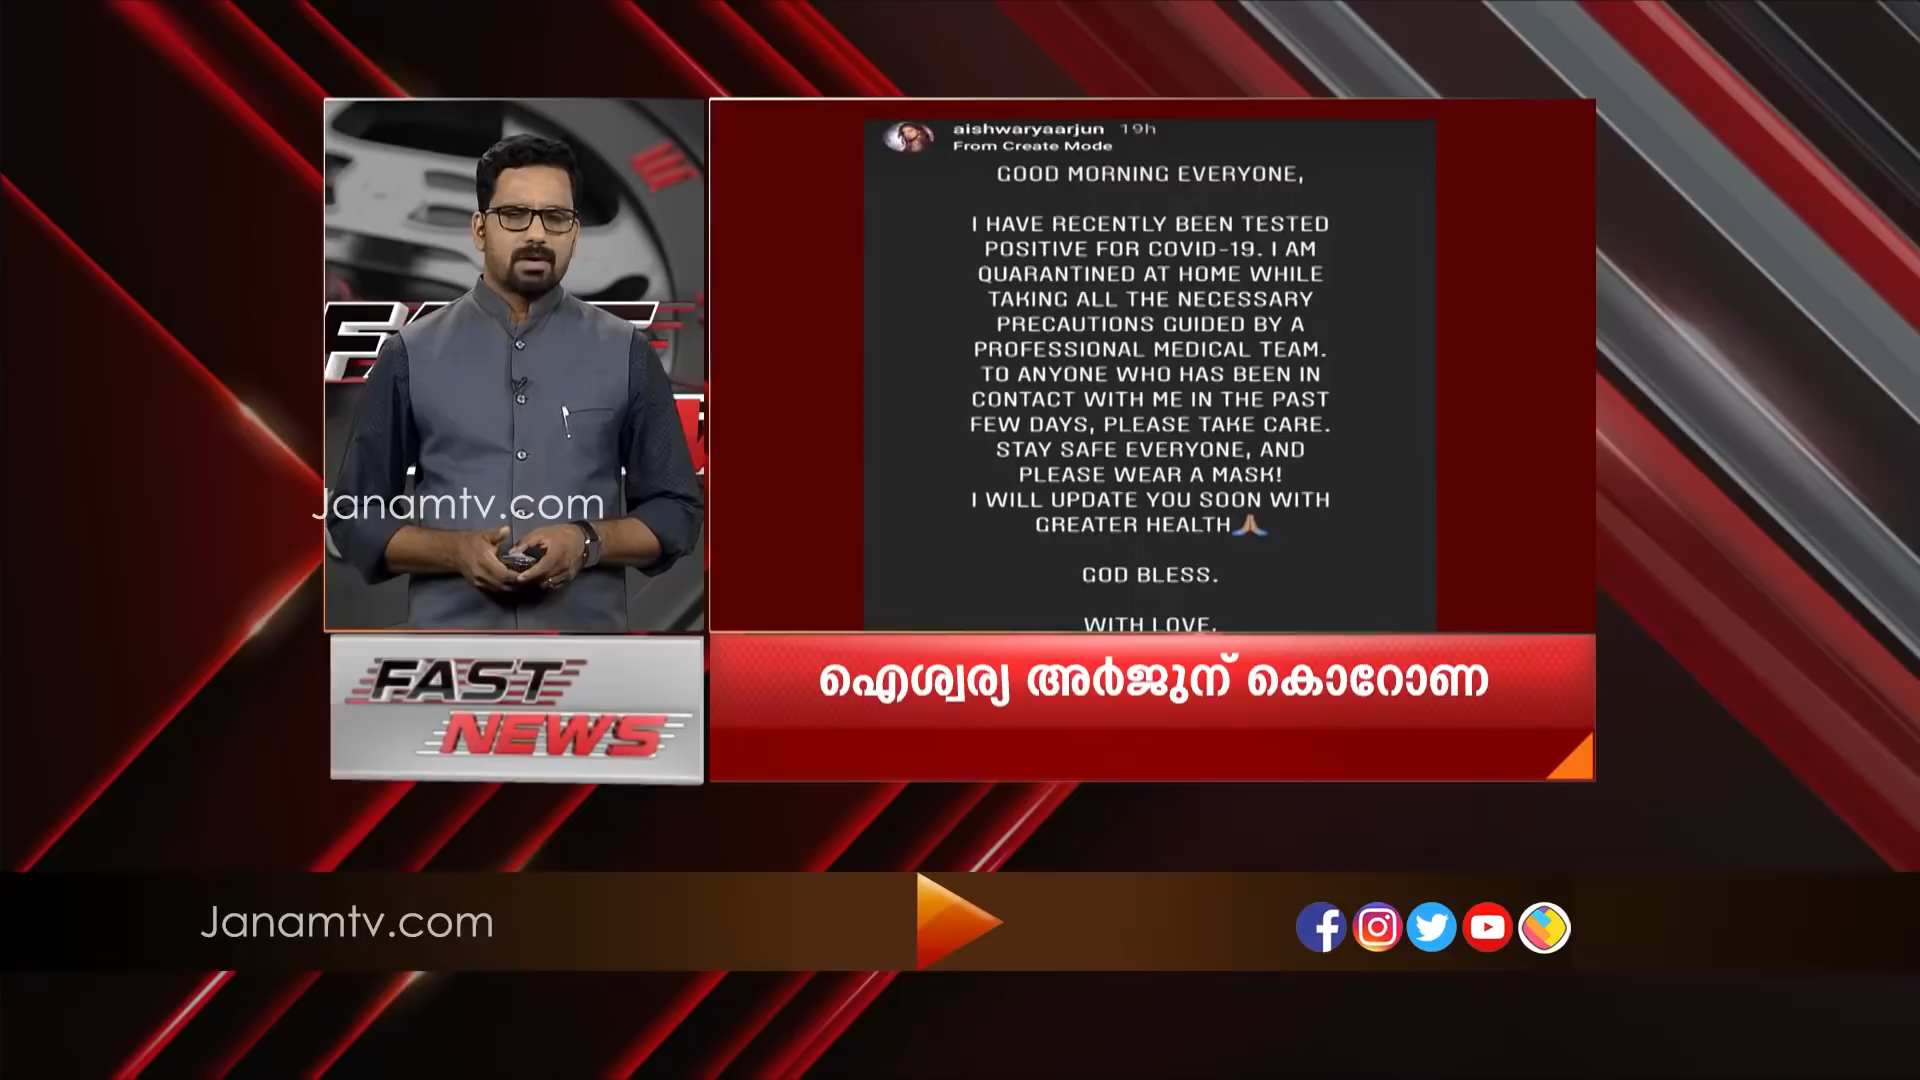 aishwaryaarjun 19h
From Create Mode
GOOD MORNING EVERYONE,
I HAVE RECENTLY BEEN TESTED
POSITIVE FOR COVID-19. I AM
QUARANTINED AT HOME WHILE
TAKING ALL THE NECESSARY
PRECAUTIONS GUIDED BY A
PROFESSIONAL MEDICAL TEAM.
TO ANYONE WHO HAS BEEN IN
CONTACT WITH ME IN THE PAST
FEW DAYS, PLEASE TAKE CARE.
STAY SAFE EVERYONE, AND
PLEASE WEAR A MASK!
I WILL UPDATE YOU SOON WITH
GREATER HEALTH🙏🏽
GOD BLESS.
WITH LOVE,
Janamtv.com
FAST
NEWS
ഐശ്വര്യ അർജുന് കൊറോണ
Janamtv.com